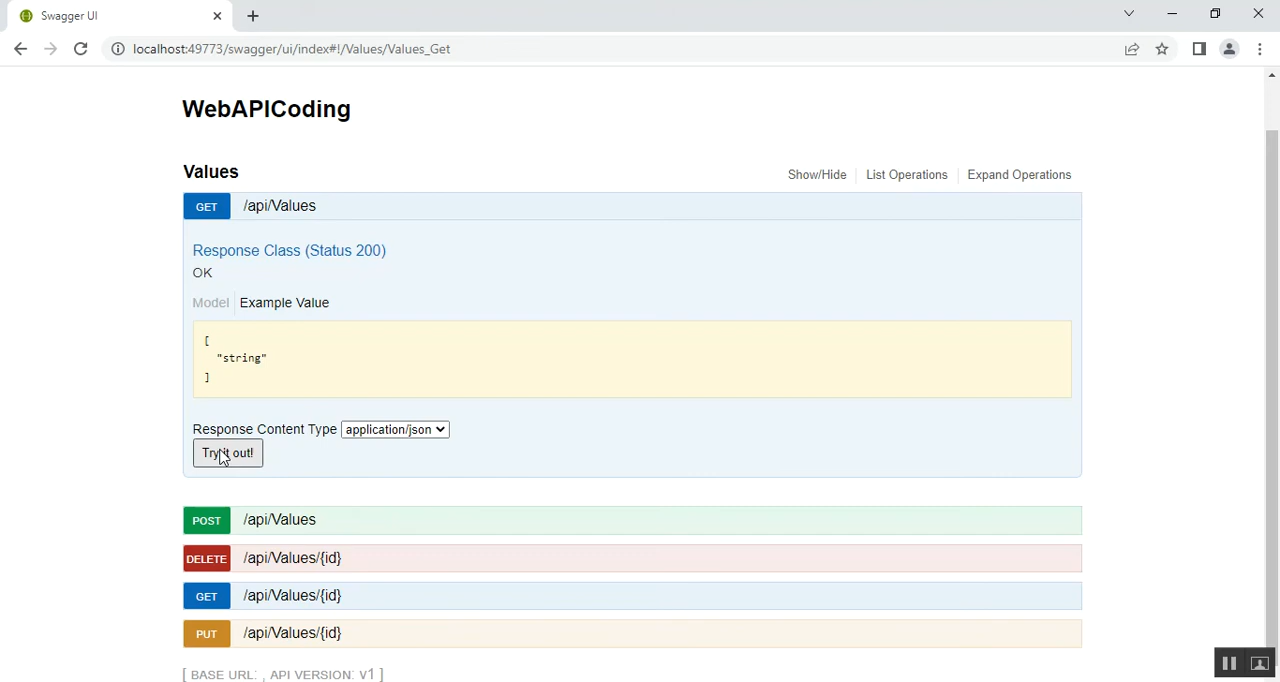 Swagger UI
localhost:49773/swagger/ui/index#!/Values/Values_Get
WebAPICoding
Values
Show/Hide
List Operations
Expand Operations
GET /api/Values
Response Class (Status 200)
OK
Model Example Value
[
"string"
]
Response Content Type application/json
Try it out!
POST /api/Values
DELETE /api/Values/{id}
GET /api/Values/{id}
PUT /api/Values/{id}
[ BASE URL: , API VERSION: V1 ]